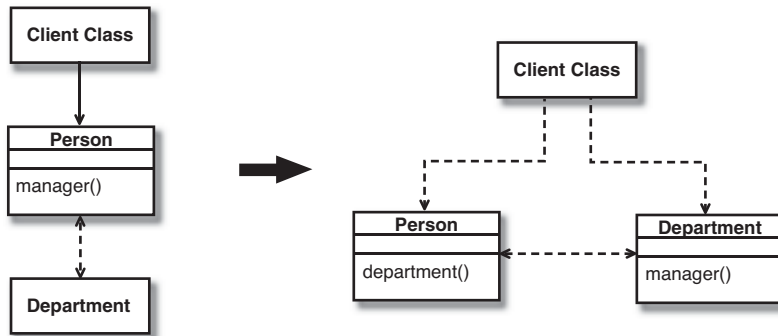 Client Class
Person
manager()
Department
Client Class
Person
department()
Department
manager()